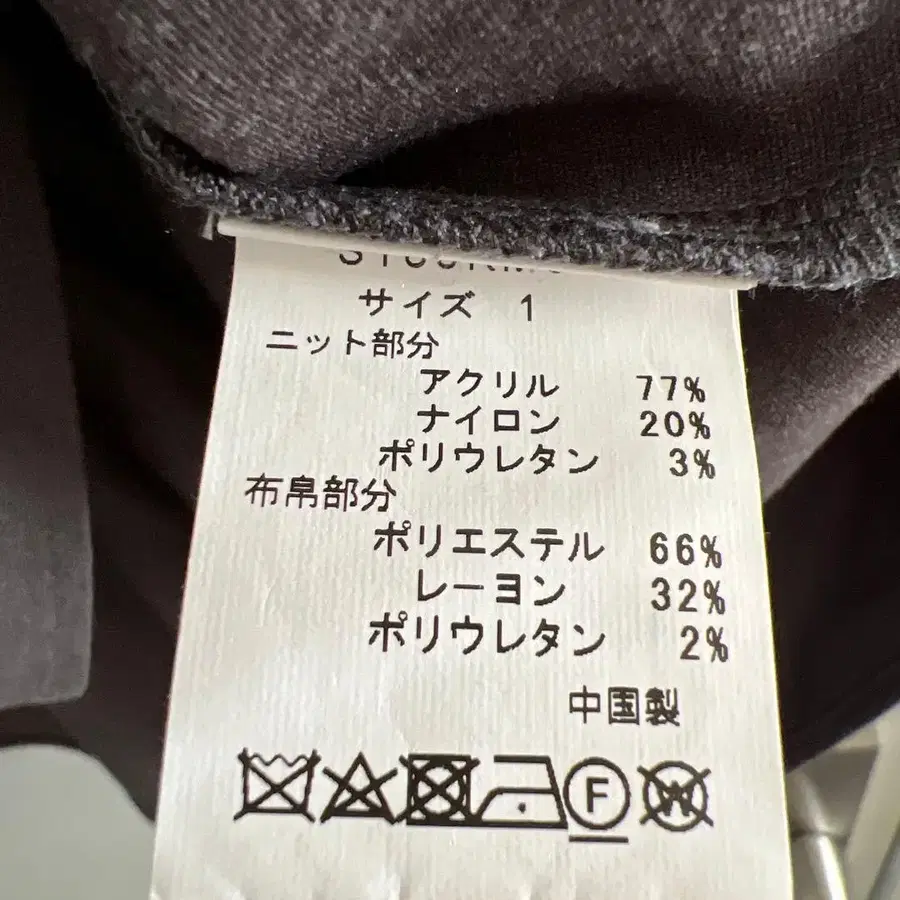 サイズ 1
ニット部分
アクリル 77%
ナイロン 20%
ポリウレタン 3%
布帛部分
ポリエステル 66%
レーヨン 32%
ポリウレタン 2%
中国製
F W